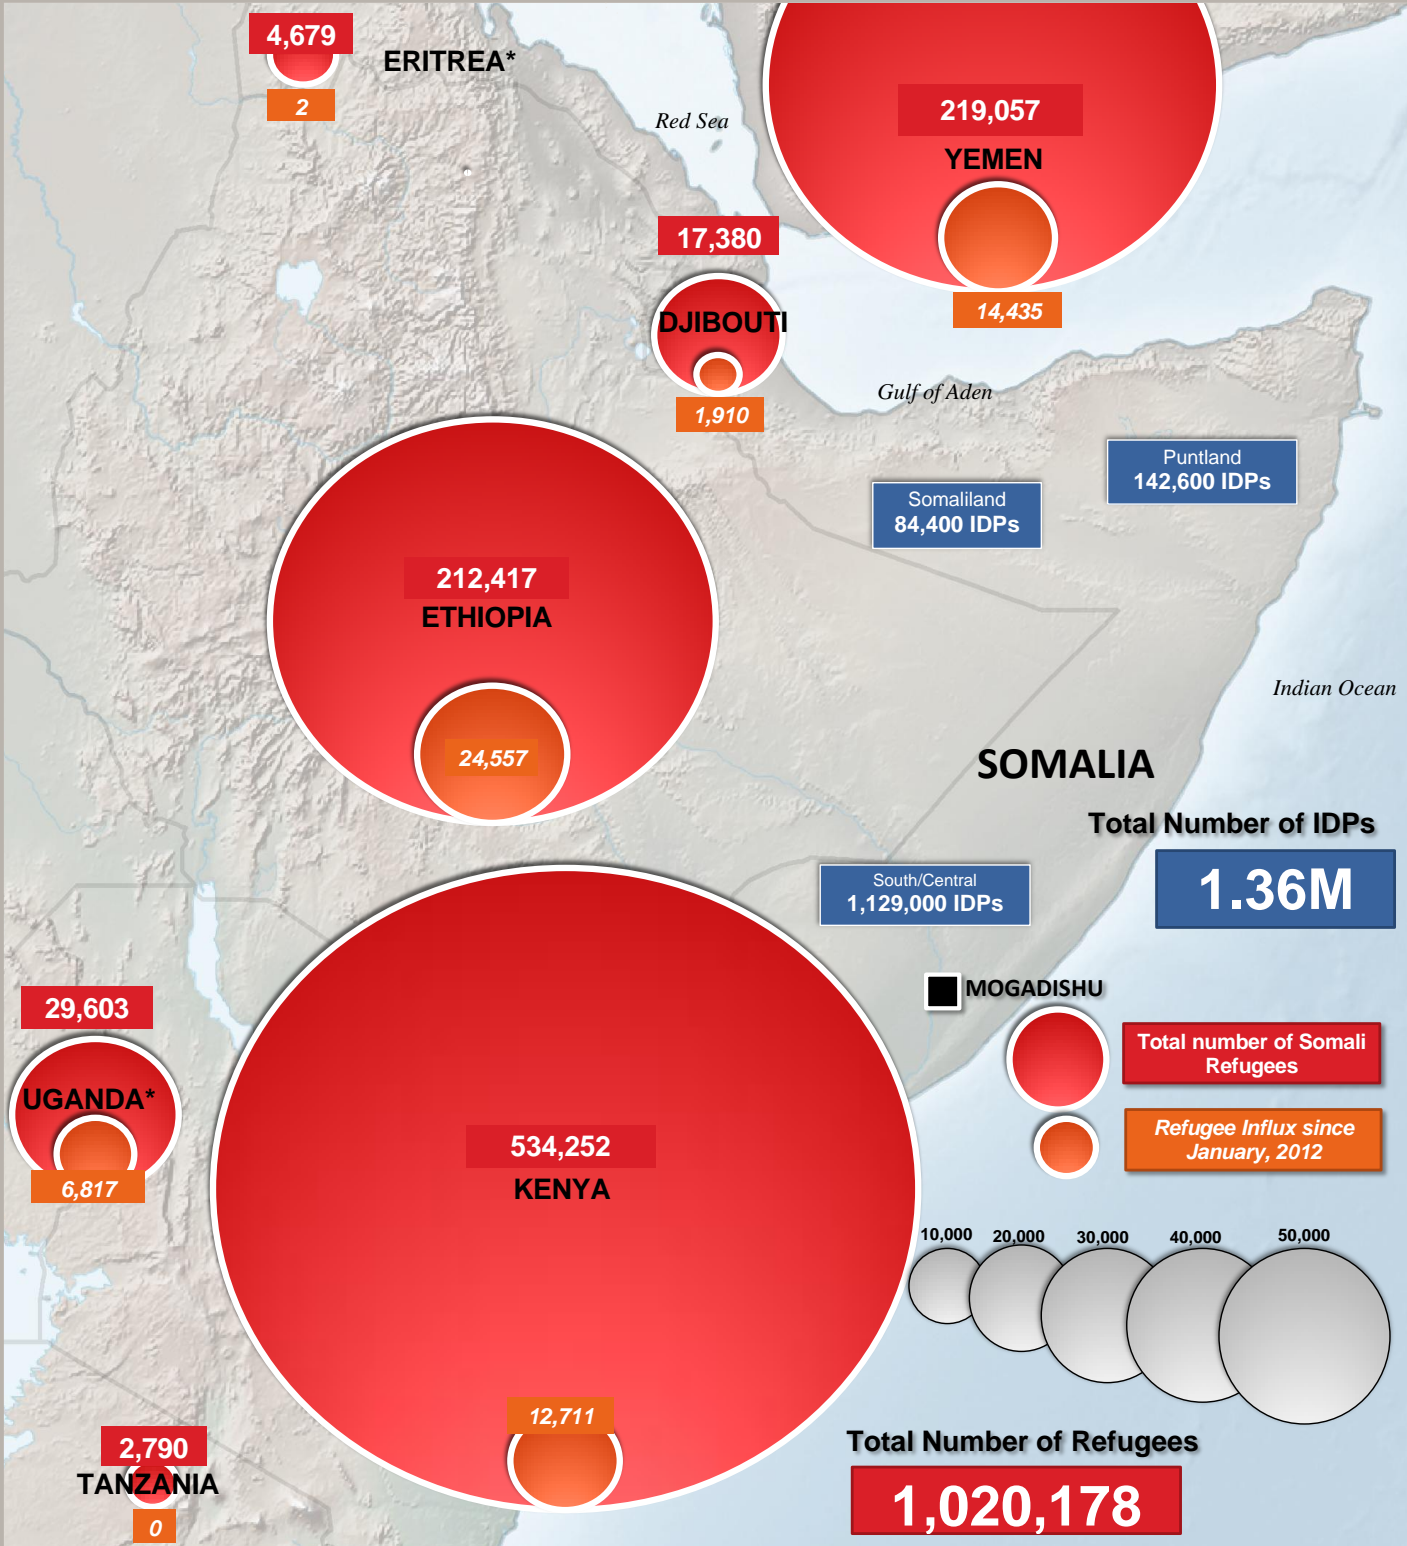 4,679
ERITREA*
2
Red Sea
219,057
YEMEN
14,435
17,380
DJIBOUTI
1,910
Gulf of Aden
Puntland
142,600 IDPs
Somaliland
84,400 IDPs
212,417
ETHIOPIA
24,557
Indian Ocean
SOMALIA
Total Number of IDPs
1.36M
South/Central
1,129,000 IDPs
MOGADISHU
29,603
UGANDA*
6,817
Total number of Somali
Refugees
Refugee Influx since
January, 2012
534,252
KENYA
12,711
10,000
20,000
30,000
40,000
50,000
2,790
TANZANIA
0
Total Number of Refugees
1,020,178